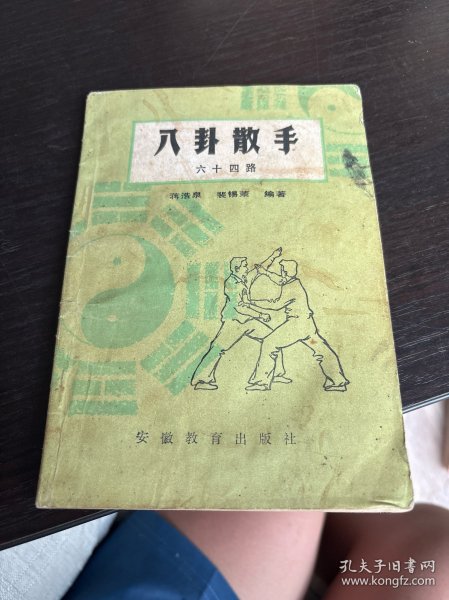 八卦散手
六十四路
蒋浩泉 裴锡荣 编著
安徽教育出版社
孔夫子旧书网
www.kongfz.com